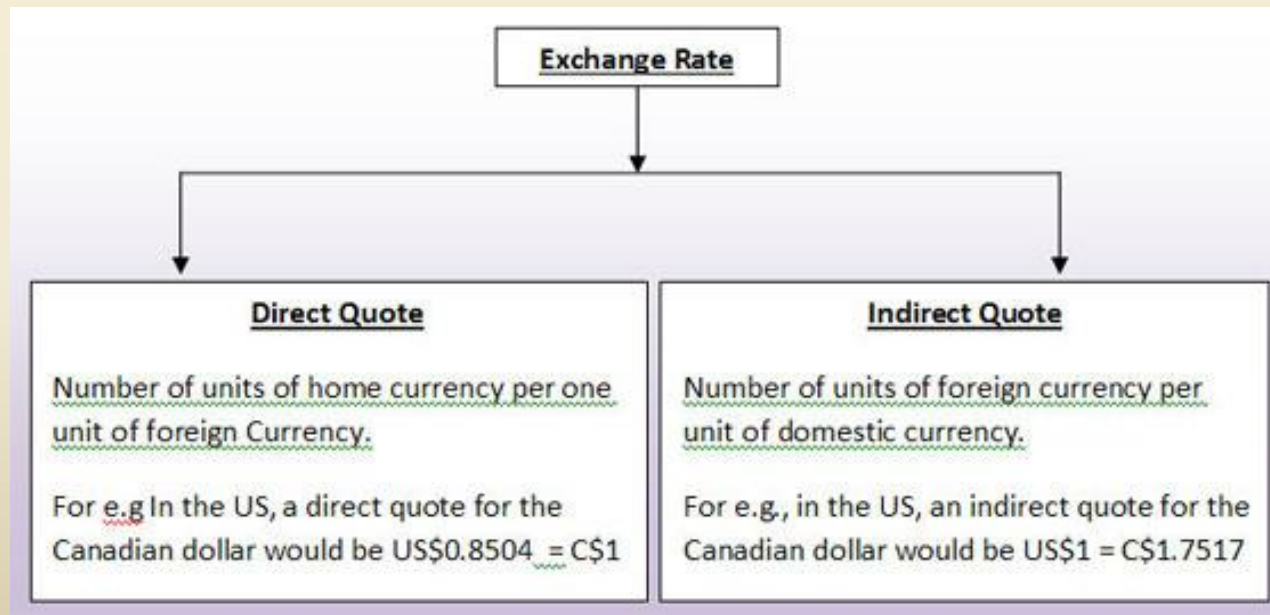 Exchange Rate
Direct Quote
Number of units of home currency per one
unit of foreign Currency.
For e.g In the US, a direct quote for the
Canadian dollar would be US$0.8504 = C$1
Indirect Quote
Number of units of foreign currency per
unit of domestic currency.
For e.g., in the US, an indirect quote for the
Canadian dollar would be US$1 = C$1.7517